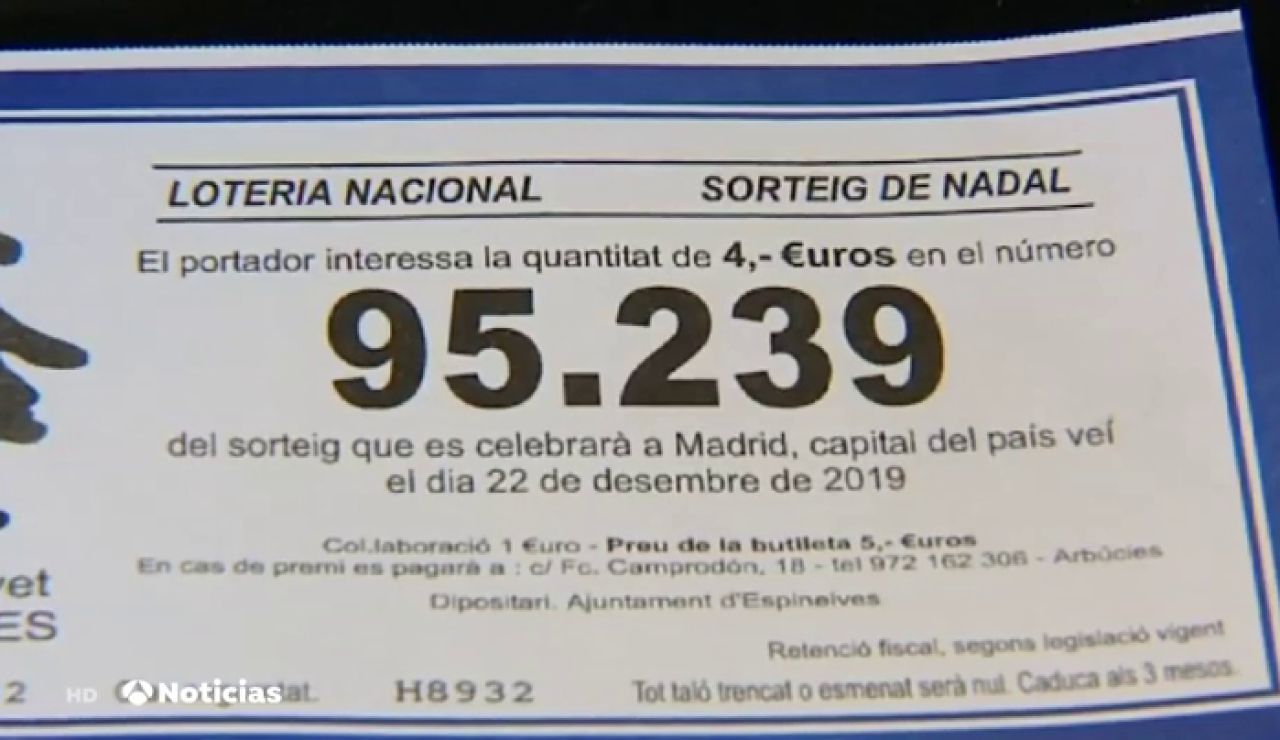 LOTERIA NACIONAL SORTEIG DE NADAL
El portador interessa la quantitat de 4,- €uros en el número
95.239
del sorteig que es celebrarà a Madrid, capital del país veí
el dia 22 de desembre de 2019
Col.laboració 1 €uro - Preu de la butlleta 5,- €uros
En cas de premi es pagarà a : c/ Fc. Camprodón, 18 - tel 972 162 306 - Arbúcies
Dipositari. Ajuntament d'Espinelves
vet
ES
Retenció fiscal, segons legislació vigent
2 HD Noticias H8932 Tot taló trencat o esmenat serà nul. Caduca als 3 mesos.